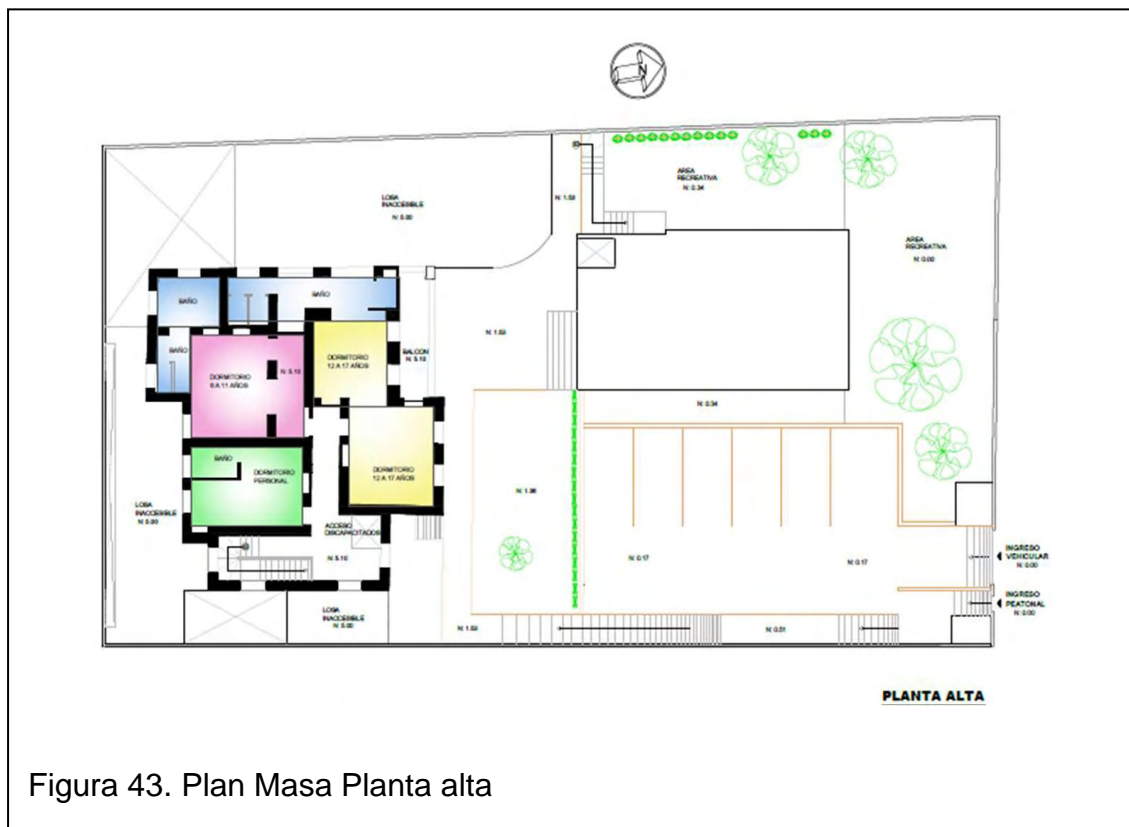 N
LOSA
INACCESIBLE
N: 5.00
N: 1.53
AREA
RECREATIVA
N: 0.34
AREA
RECREATIVA
N: 0.00
BAÑO
BAÑO
BAÑO
DORMITORIO
6 A 11 AÑOS
N: 5.10
DORMITORIO
12 A 17 AÑOS
BALCON
N: 5.10
N: 1.53
N: 0.34
BAÑO
DORMITORIO
PERSONAL
DORMITORIO
12 A 17 AÑOS
LOSA
INACCESIBLE
N: 5.00
ACCESO
DISCAPACITADOS
N: 5.10
N: 0.17
N: 0.17
INGRESO
VEHICULAR
N: 0.00
INGRESO
PEATONAL
N: 0.00
LOSA
INACCESIBLE
N: 5.00
N: 1.53
N: 0.51
PLANTA ALTA
Figura 43. Plan Masa Planta alta